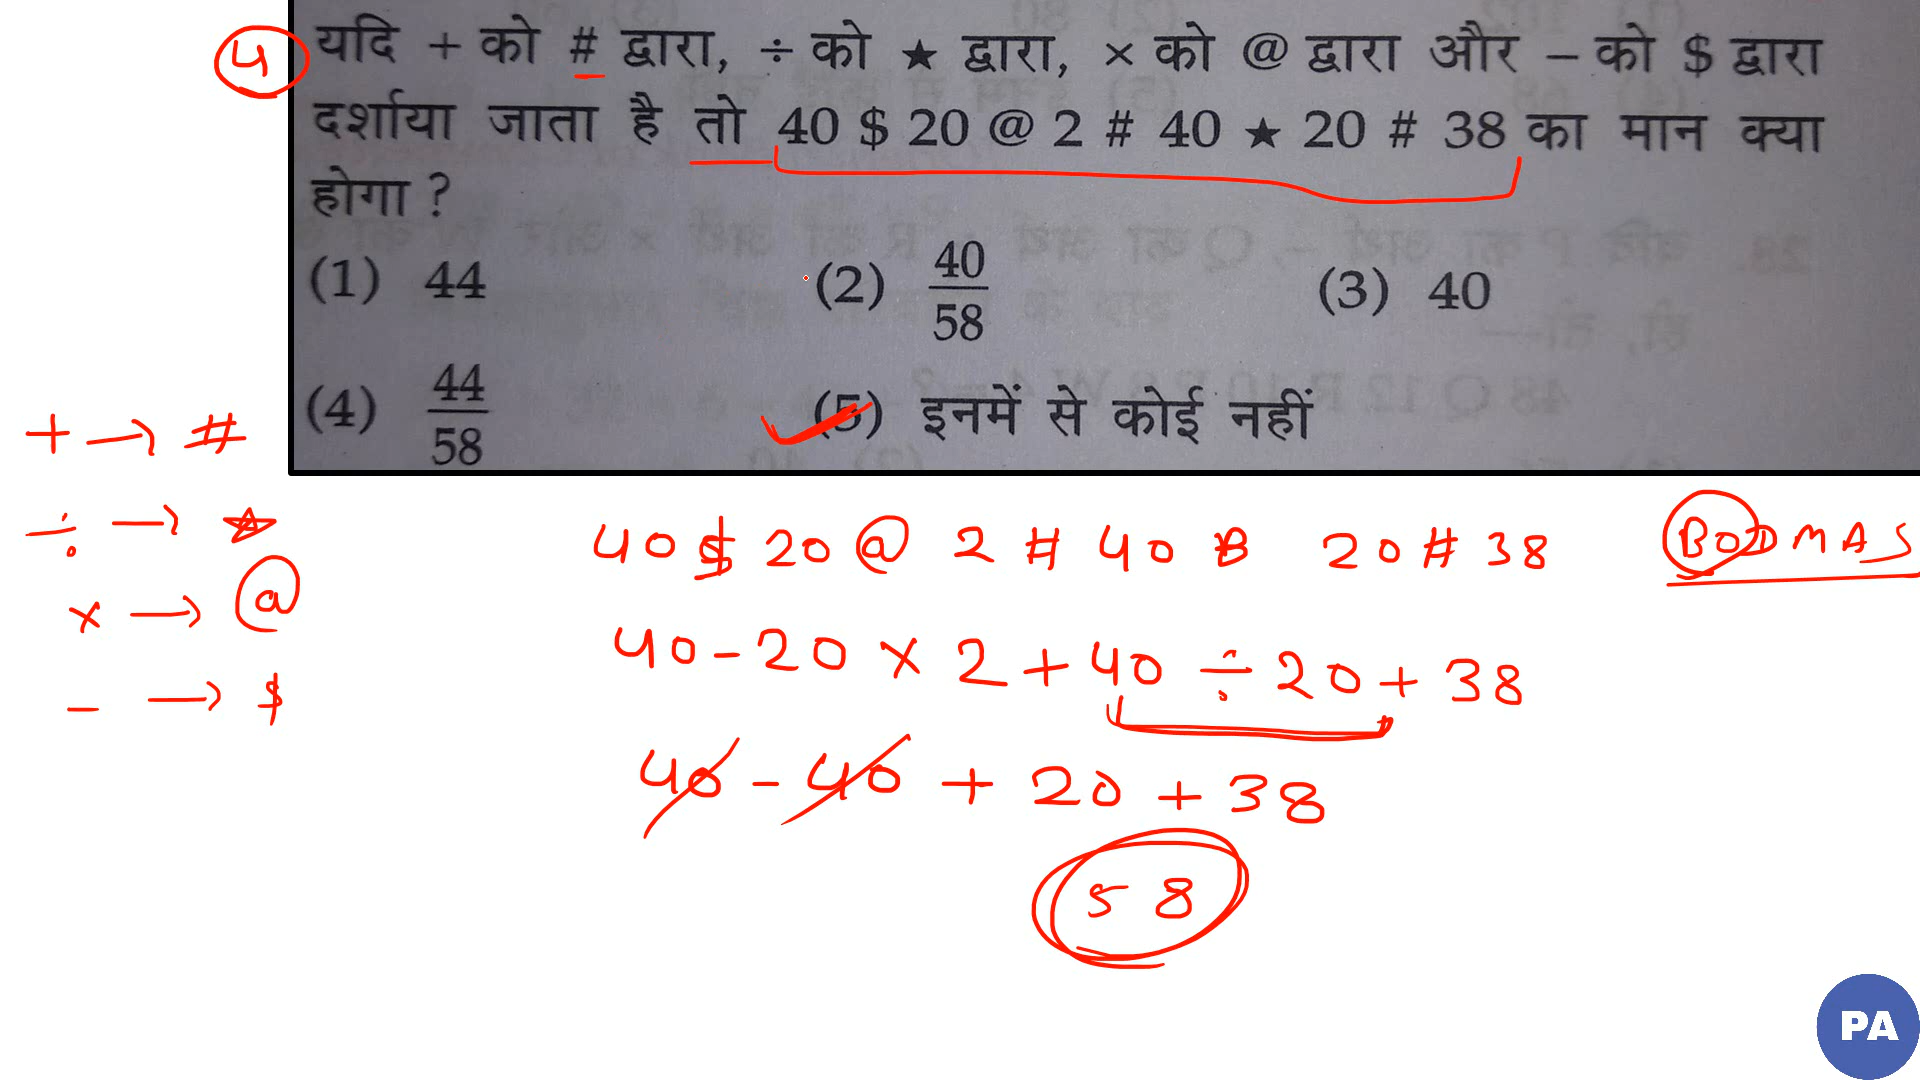 4
यदि + को # द्वारा, ÷ को ★ द्वारा, × को @ द्वारा और – को $ द्वारा
दर्शाया जाता है तो 40 $ 20 @ 2 # 40 ★ 20 # 38 का मान क्या
होगा ?
(1) 44 (2) 40/58 (3) 40
(4) 44/58 (5) इनमें से कोई नहीं
+ → #
÷ → ☆
× → @
- → $
40 $ 20 @ 2 # 40 20 # 38
BODMAS
40 - 20 × 2 + 40 ÷ 20 + 38
40 - 40 + 20 + 38
58
PA